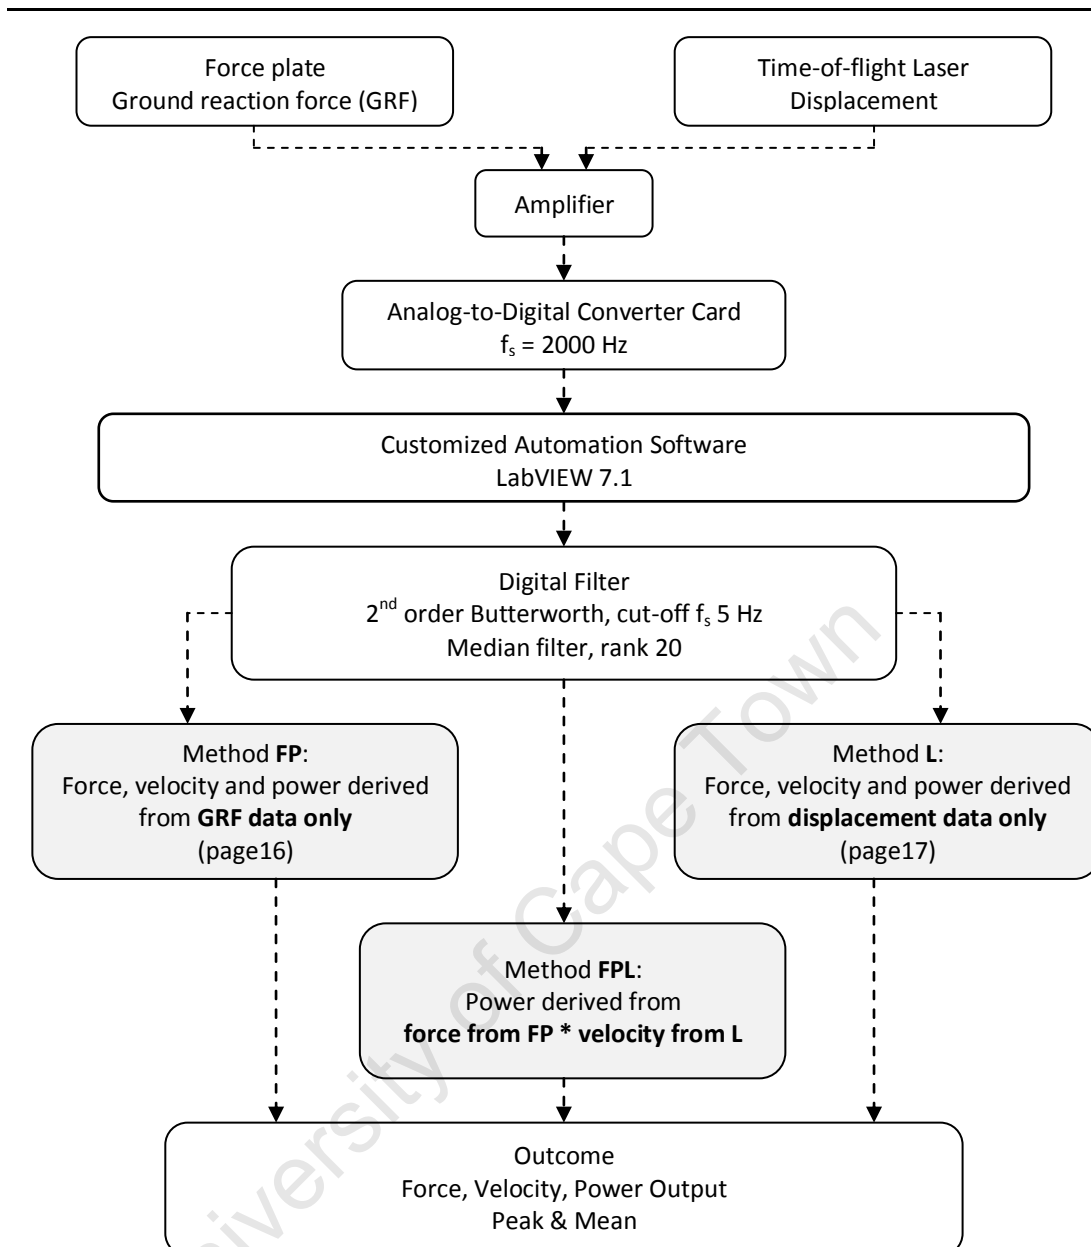 Force plate
Ground reaction force (GRF)
Time-of-flight Laser
Displacement
Amplifier
Analog-to-Digital Converter Card
fs = 2000 Hz
Customized Automation Software
LabVIEW 7.1
Digital Filter
2nd order Butterworth, cut-off fs 5 Hz
Median filter, rank 20
Method FP:
Force, velocity and power derived
from GRF data only
(page16)
Method L:
Force, velocity and power derived
from displacement data only
(page17)
Method FPL:
Power derived from
force from FP * velocity from L
Outcome
Force, Velocity, Power Output
Peak & Mean
niversity of Cape Town